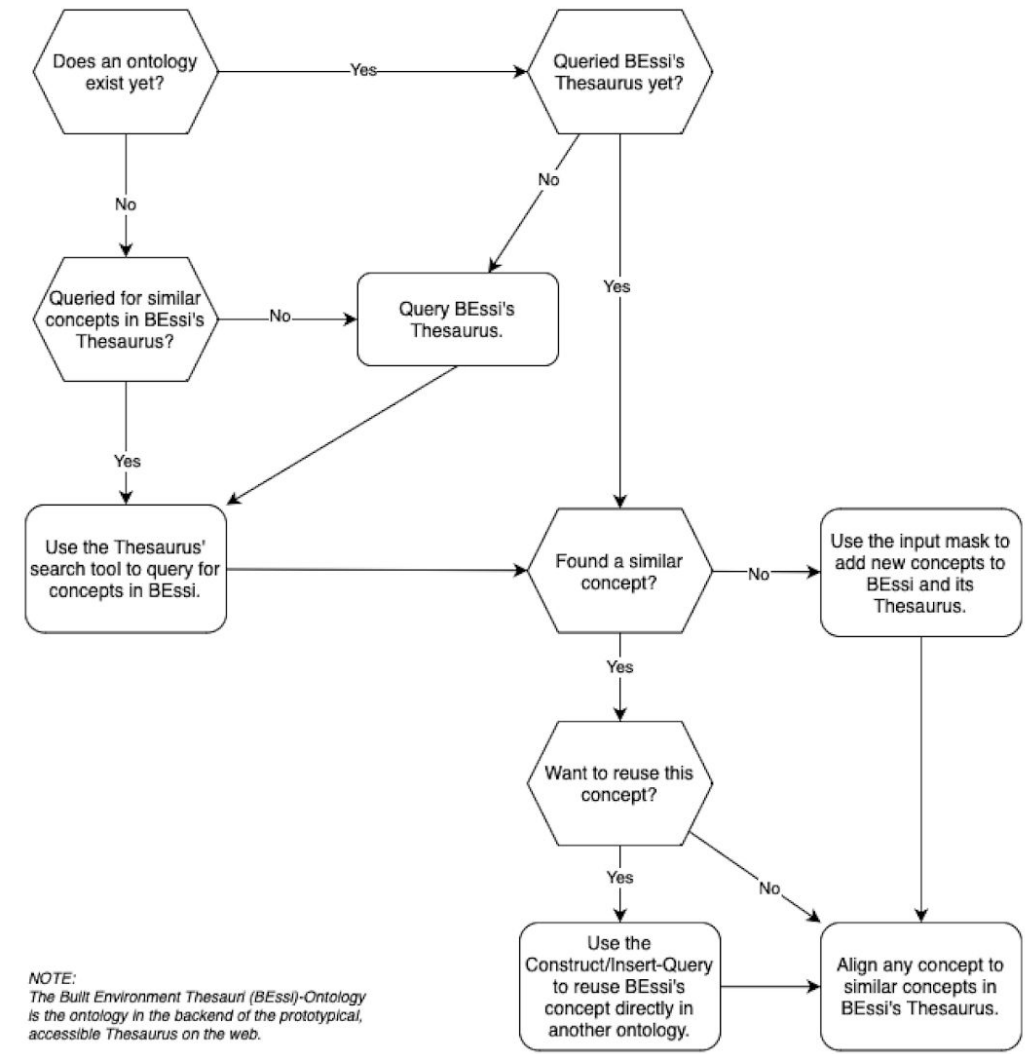 Does an ontology
exist yet?
Yes
Queried BEssi's
Thesaurus yet?
No
No
Queried for similar
concepts in BEssi's
Thesaurus?
No
Query BEssi's
Thesaurus.
Yes
Yes
Use the Thesaurus'
search tool to query for
concepts in BEssi.
Found a similar
concept?
No
Use the input mask to
add new concepts to
BEssi and its
Thesaurus.
Yes
Want to reuse this
concept?
Yes
No
Use the
Construct/Insert-Query
to reuse BEssi's
concept directly in
another ontology.
Align any concept to
similar concepts in
BEssi's Thesaurus.
NOTE:
The Built Environment Thesauri (BEssi)-Ontology
is the ontology in the backend of the prototypical,
accessible Thesaurus on the web.